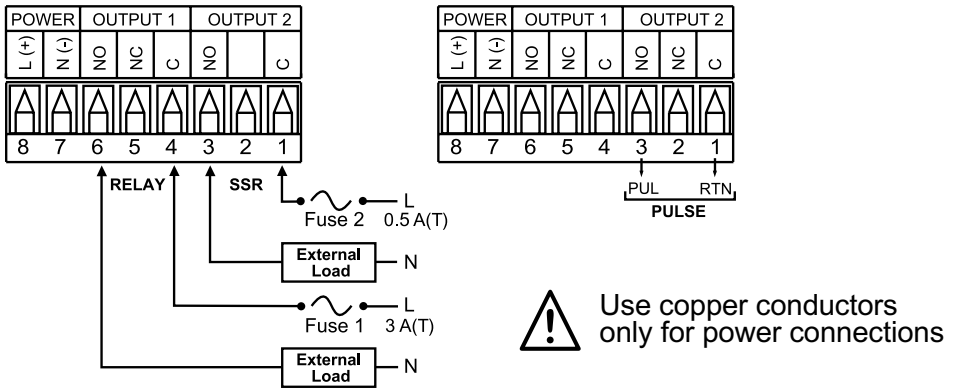 POWER OUTPUT 1 OUTPUT 2
L (+) N (-) NO NC C NO C
8 7 6 5 4 3 2 1
RELAY SSR
Fuse 2 L 0.5 A(T)
External Load N
Fuse 1 L 3 A(T)
External Load N
POWER OUTPUT 1 OUTPUT 2
L (+) N (-) NO NC C NO NC C
8 7 6 5 4 3 2 1
PUL RTN
PULSE
Use copper conductors
only for power connections